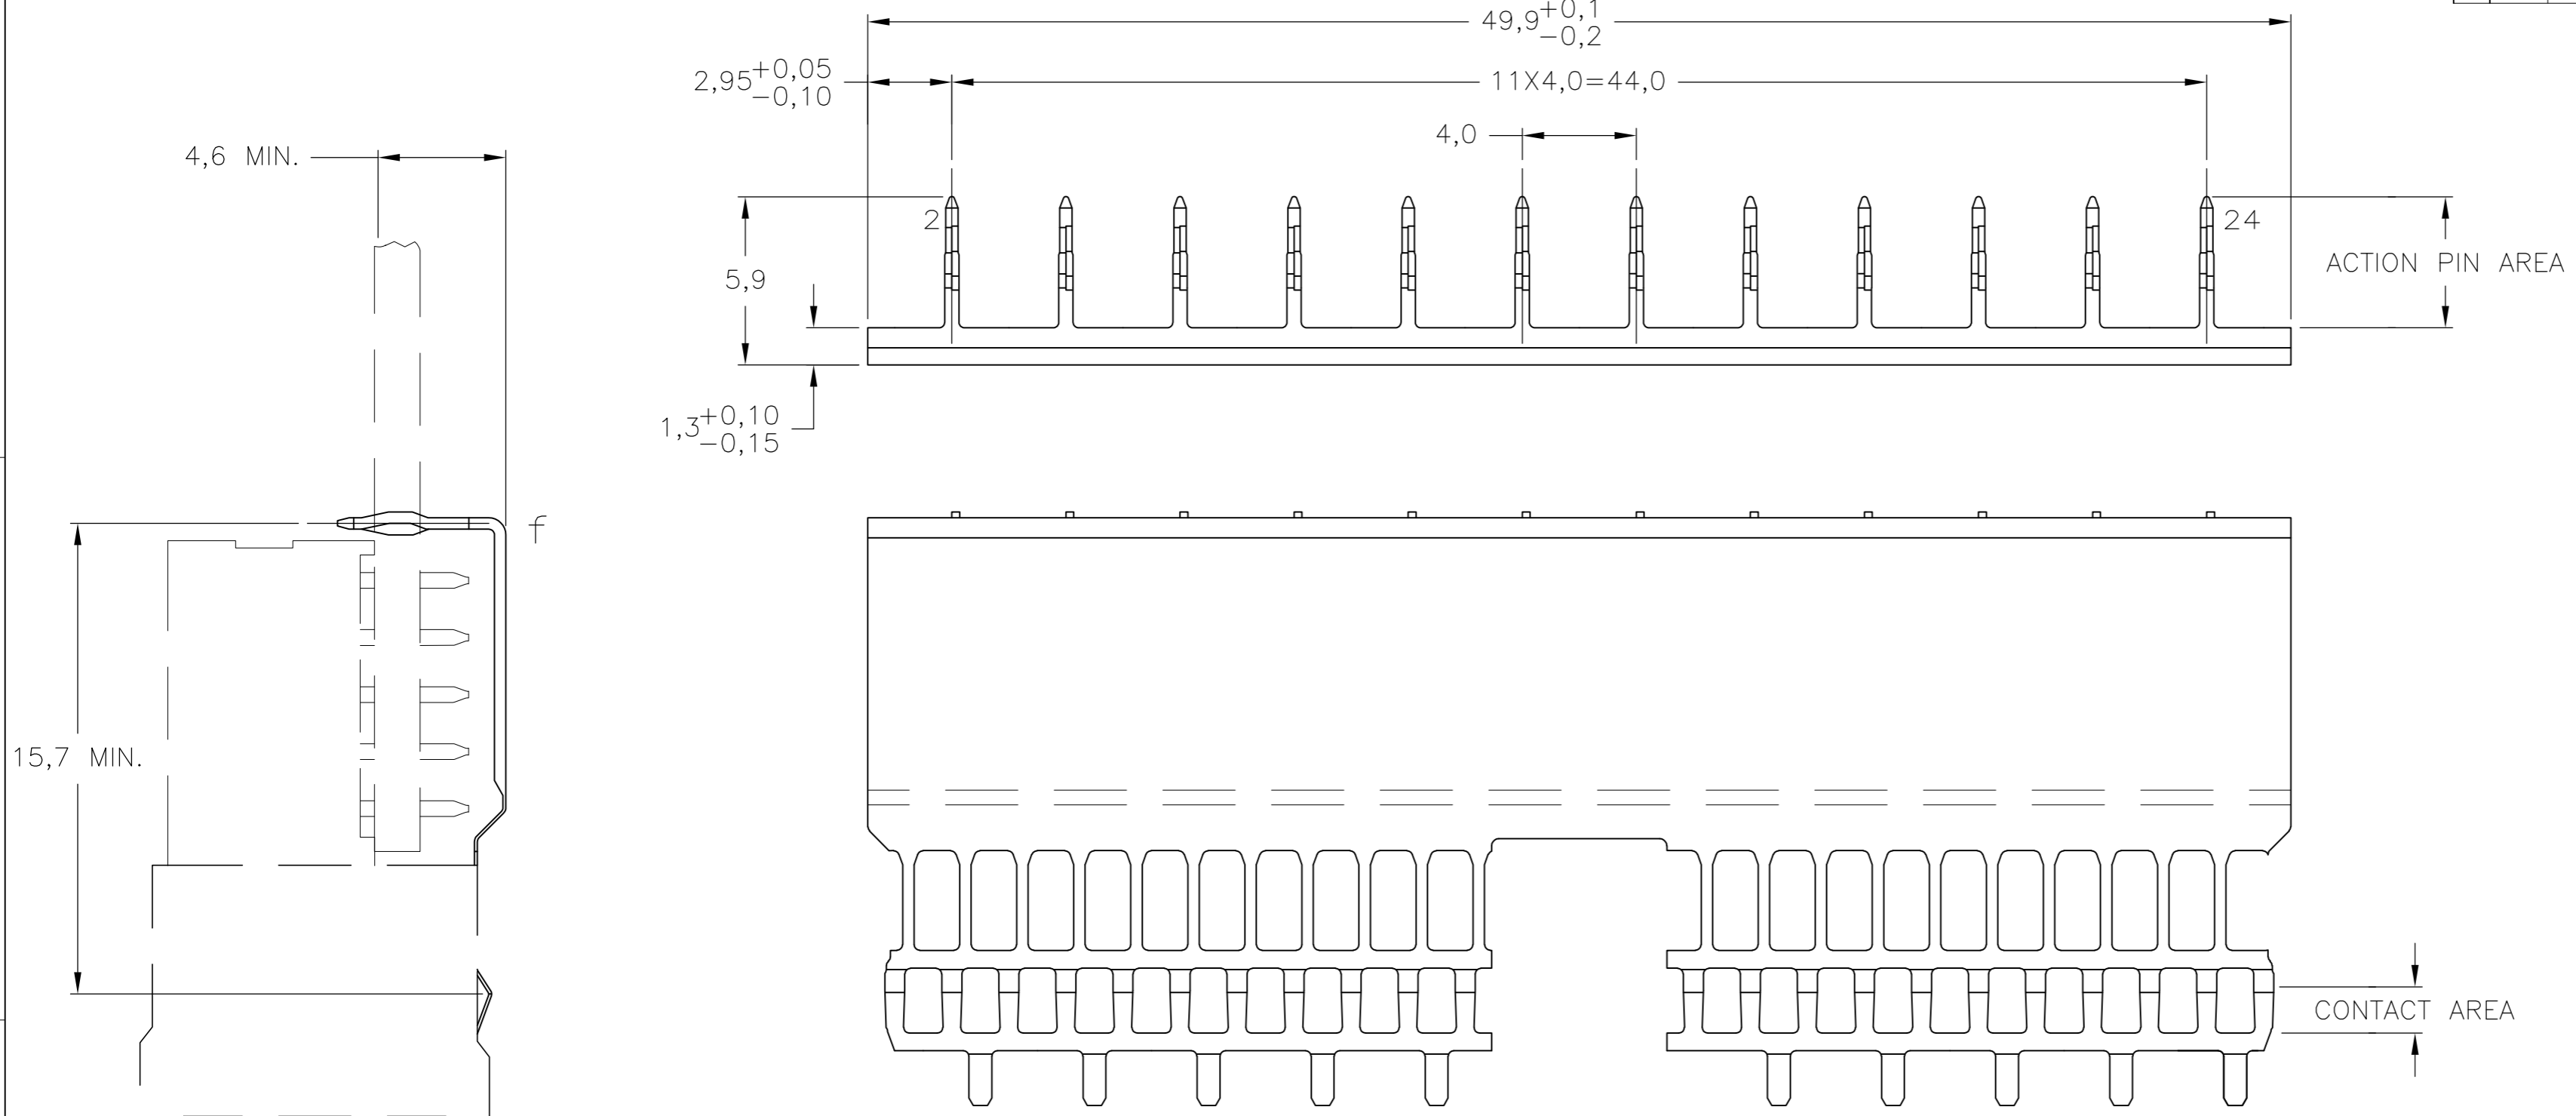 49,9+0,1
-0,2
2,95+0,05
-0,10
11X4,0=44,0
4,0
4,6 MIN.
2
24
5,9
ACTION PIN AREA
1,3+0,10
-0,15
f
15,7 MIN.
CONTACT AREA